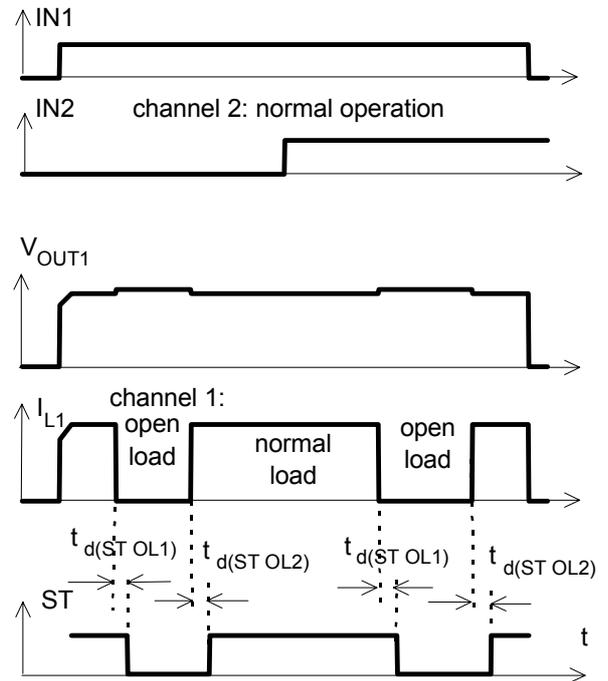 IN1
IN2 channel 2: normal operation
VOUT1
IL1
channel 1:
open
load
normal
load
open
load
t d(ST OL1)
t d(ST OL2)
t d(ST OL1)
t d(ST OL2)
ST
t